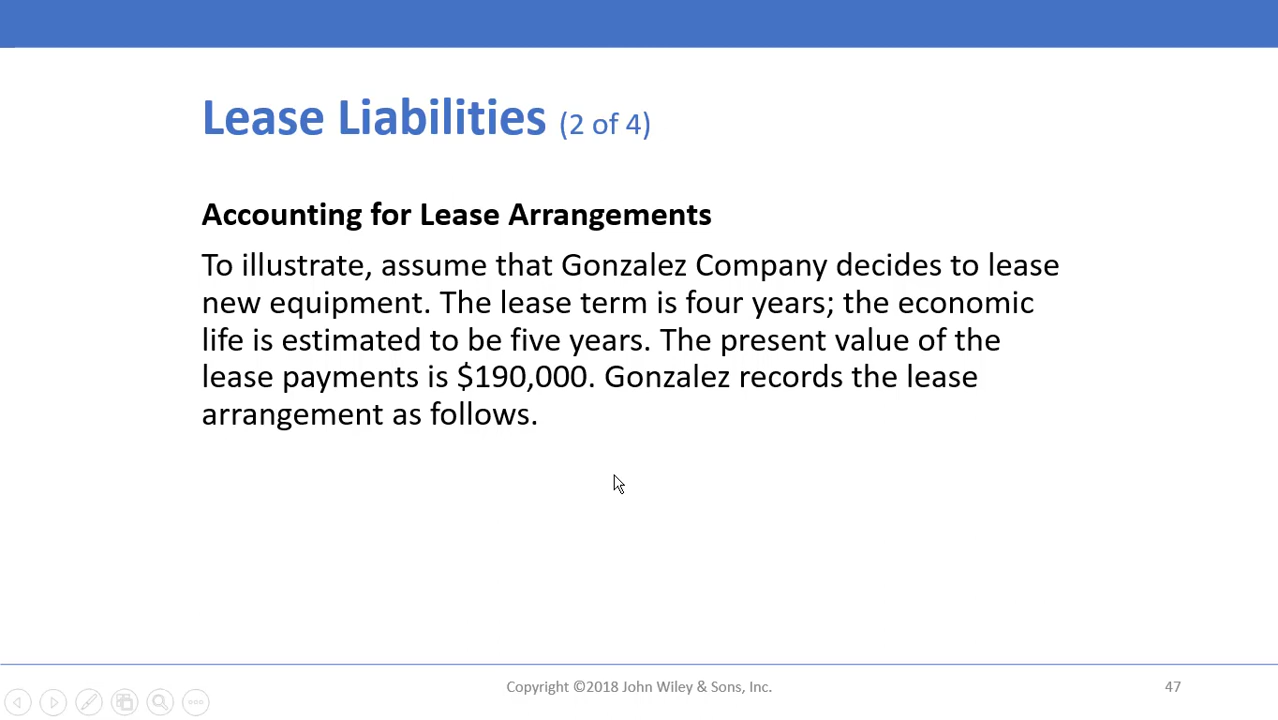 Lease Liabilities (2 of 4)
Accounting for Lease Arrangements
To illustrate, assume that Gonzalez Company decides to lease
new equipment. The lease term is four years; the economic
life is estimated to be five years. The present value of the
lease payments is $190,000. Gonzalez records the lease
arrangement as follows.
Copyright ©2018 John Wiley & Sons, Inc.
47